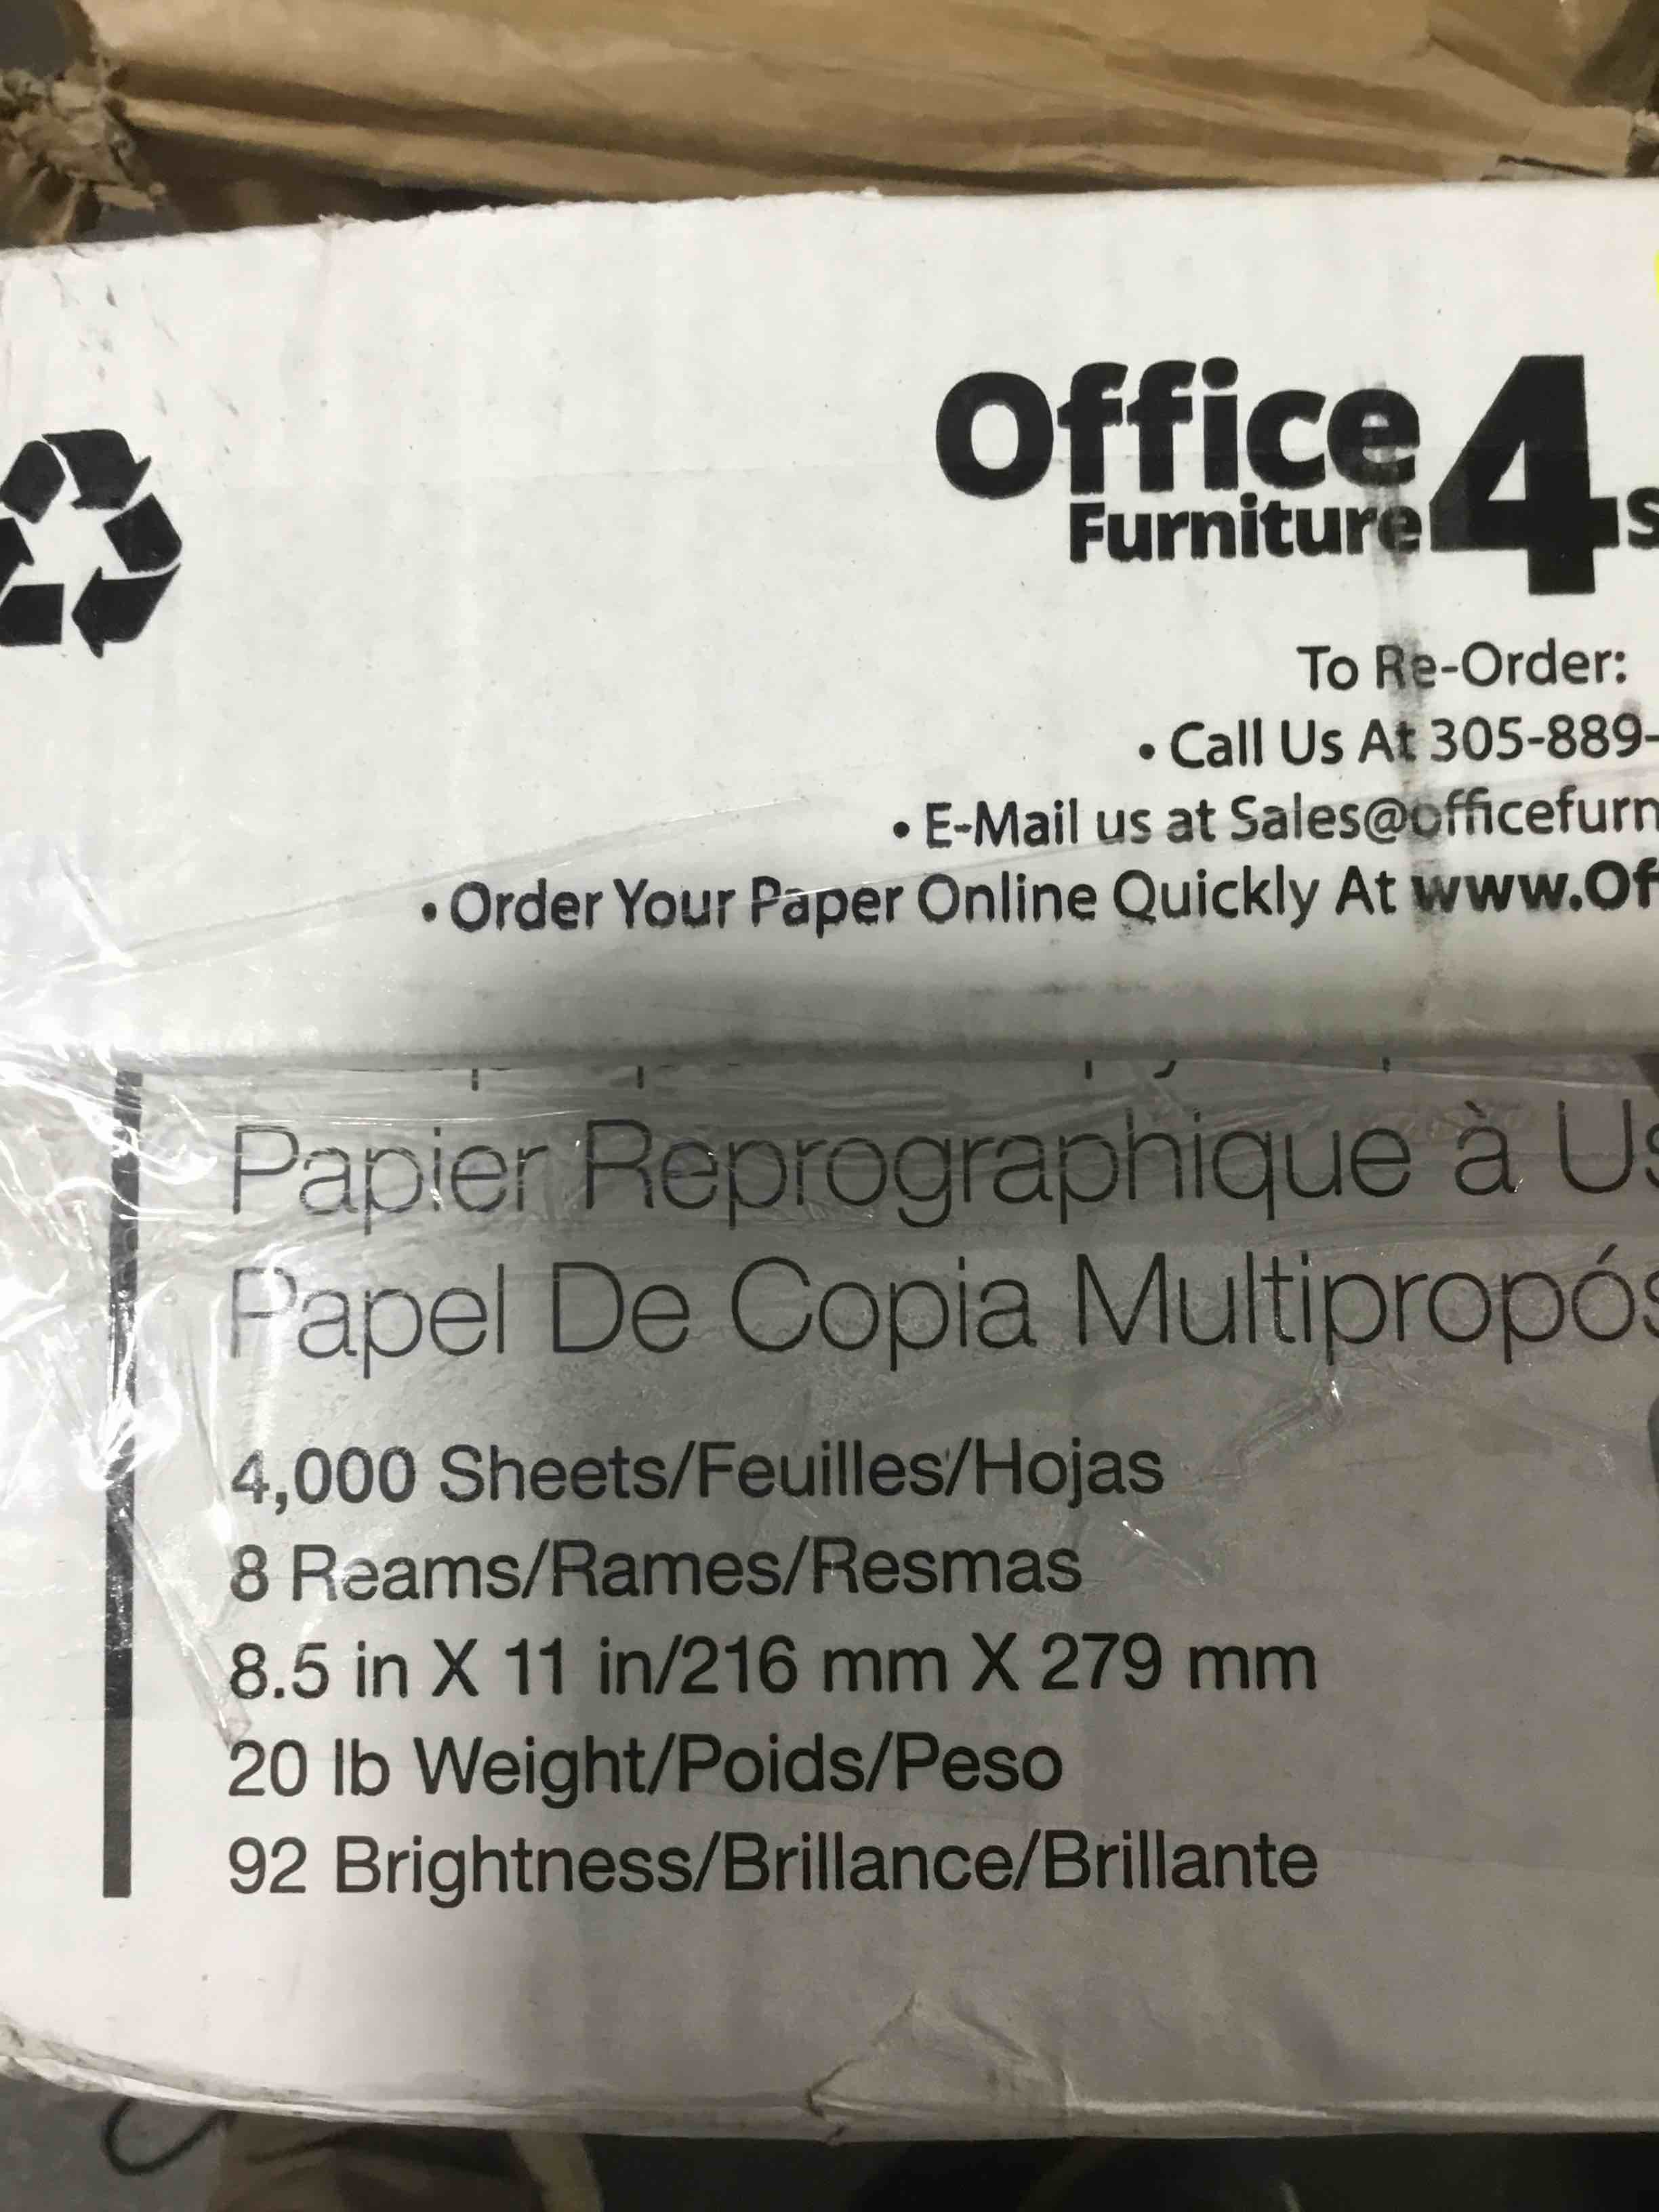 Office
Furniture 4 s
To Re-Order:
• Call Us At 305-889-
• E-Mail us at Sales@officefurn
• Order Your Paper Online Quickly At www.Of
Papier Reprographique à Us
Papel De Copia Multipropós
4,000 Sheets/Feuilles/Hojas
8 Reams/Rames/Resmas
8.5 in X 11 in/216 mm X 279 mm
20 lb Weight/Poids/Peso
92 Brightness/Brillance/Brillante